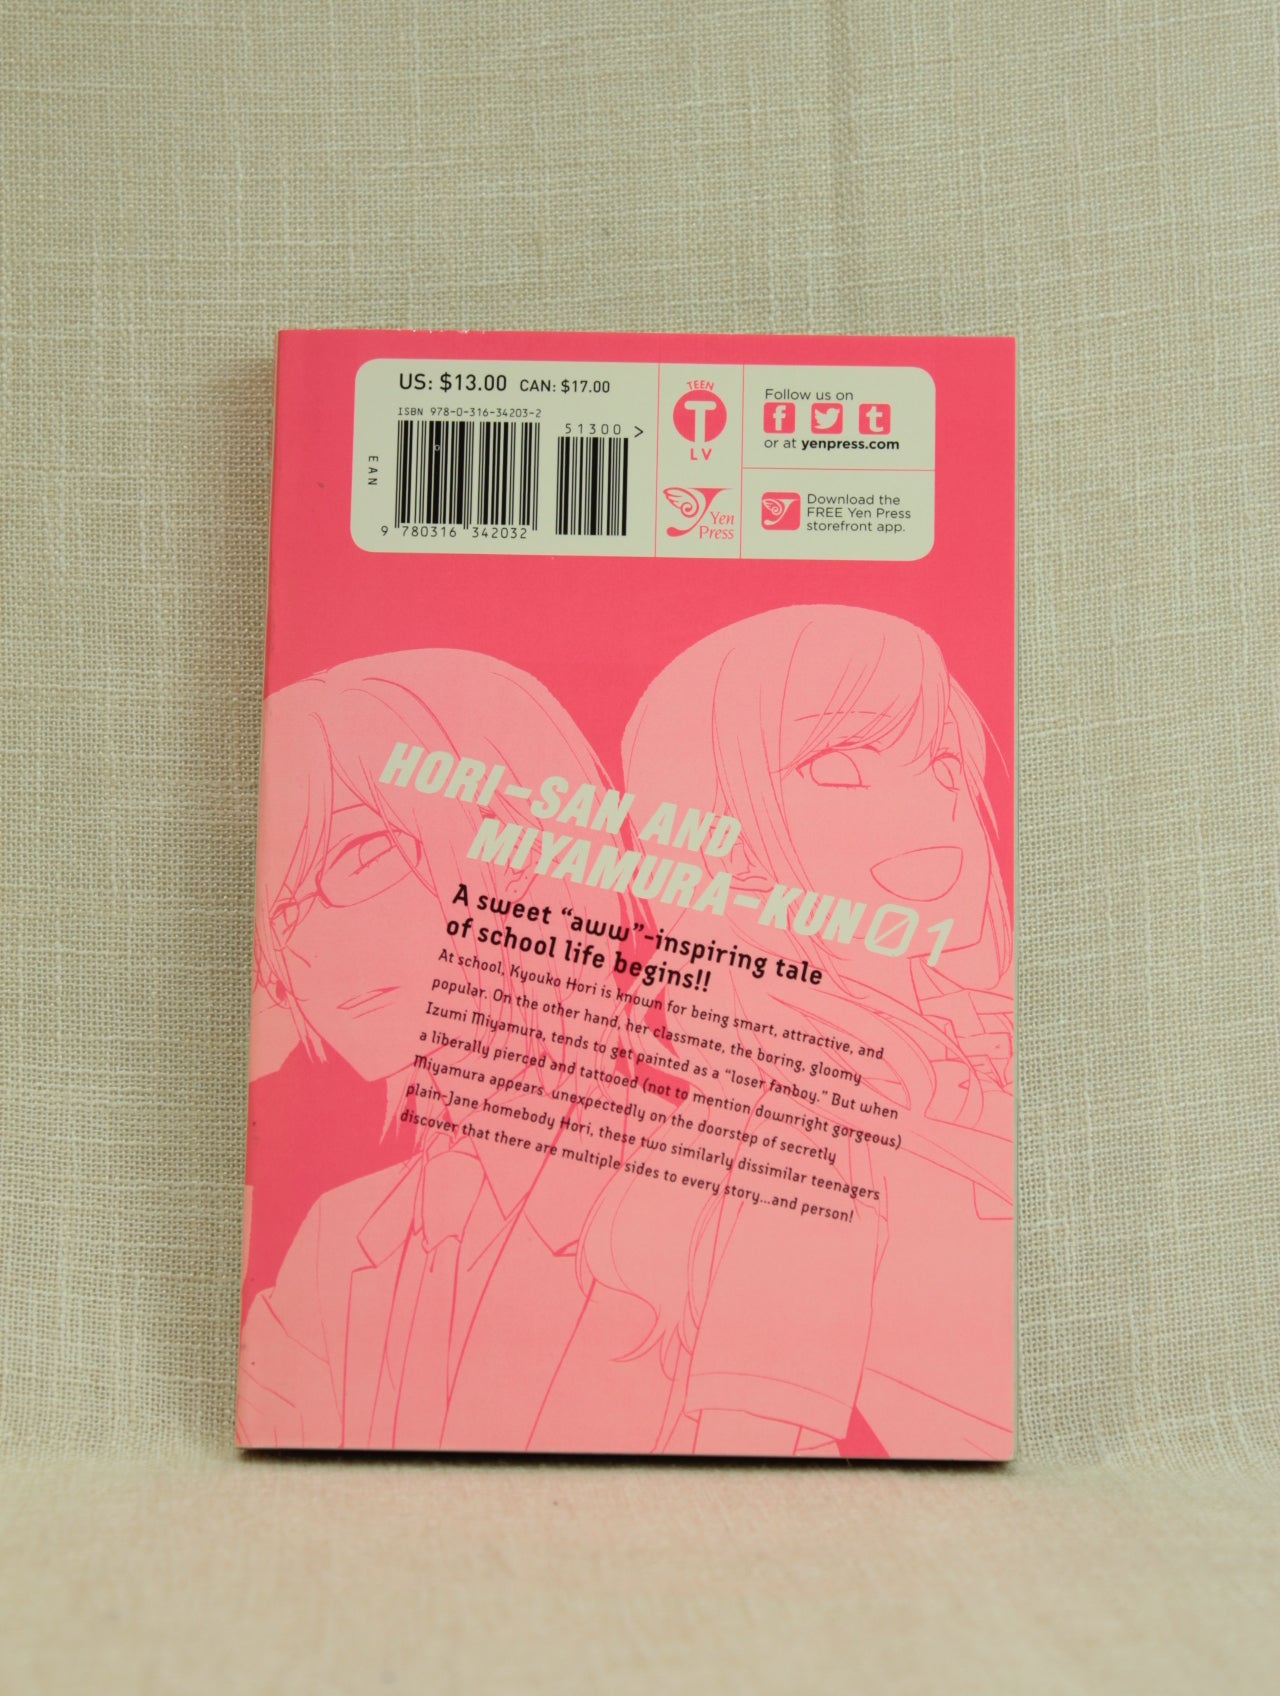 US: $13.00 CAN: $17.00
ISBN 978-0-316-34203-2
51300 >
EAN
9 780316 342032
TEEN
T
LV
Yen
Press
Follow us on
f t
or at yenpress.com
Download the
FREE Yen Press
storefront app.
HORI-SAN AND
MIYAMURA-KUN 01
A sweet “aww”-inspiring tale
of school life begins!!
At school, Kyouko Hori is known for being smart, attractive, and
popular. On the other hand, her classmate, the boring, gloomy
Izumi Miyamura, tends to get painted as a “loser fanboy.” But when
a liberally pierced and tattooed (not to mention downright gorgeous)
Miyamura appears unexpectedly on the doorstep of secretly
plain-Jane homebody Hori, these two similarly dissimilar teenagers
discover that there are multiple sides to every story...and person!